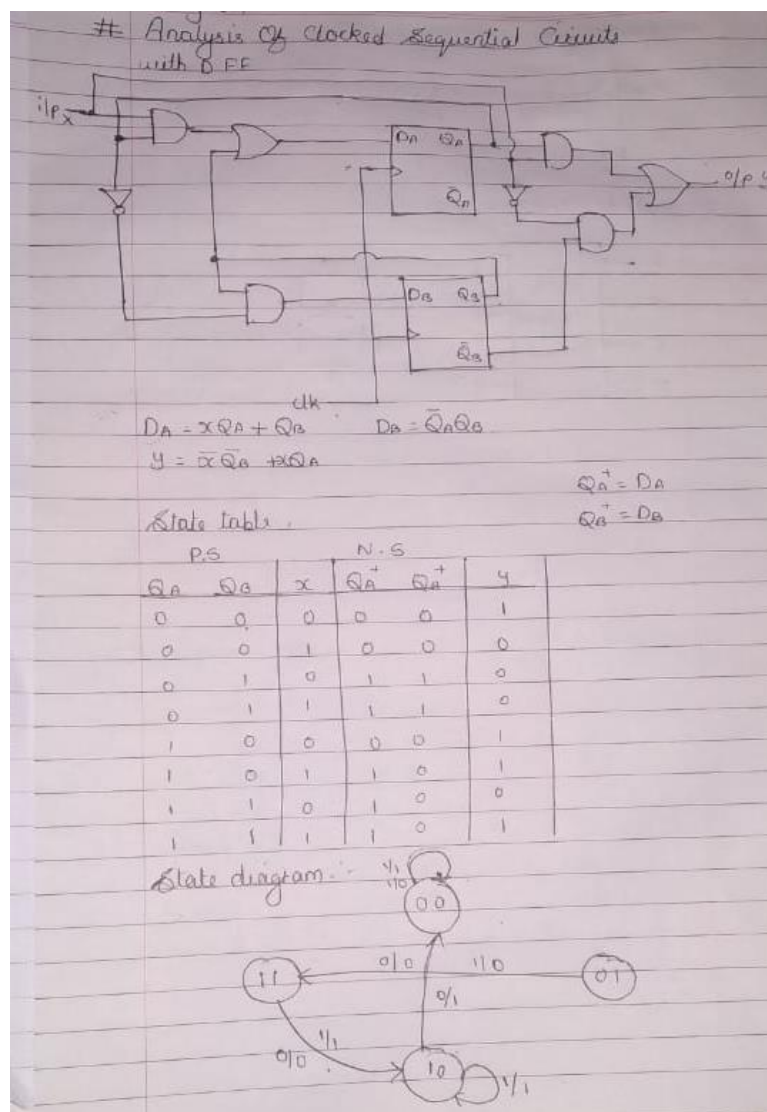 # Analysis Of Clocked Sequential Circuits
with D FF
i/p x
DA QA
Q̄A
o/p y
DB QB
Q̄B
clk
DA = xQA + QB DB = Q̄AQB
y = x̄Q̄B + xQA
QA⁺ = DA
State table. QB⁺ = DB
P.S N.S
QA QB x QA⁺ QA⁺ y
0 0 0 0 0 1
0 0 1 0 0 0
0 1 0 1 1 0
0 1 1 1 1 0
1 0 0 0 0 1
1 0 1 1 0 1
1 1 0 1 0 0
1 1 1 1 0 1
State diagram :-
1/1
1/0
00
11 0/0 1/0 01
0/1
1/1
0/0
10 1/1